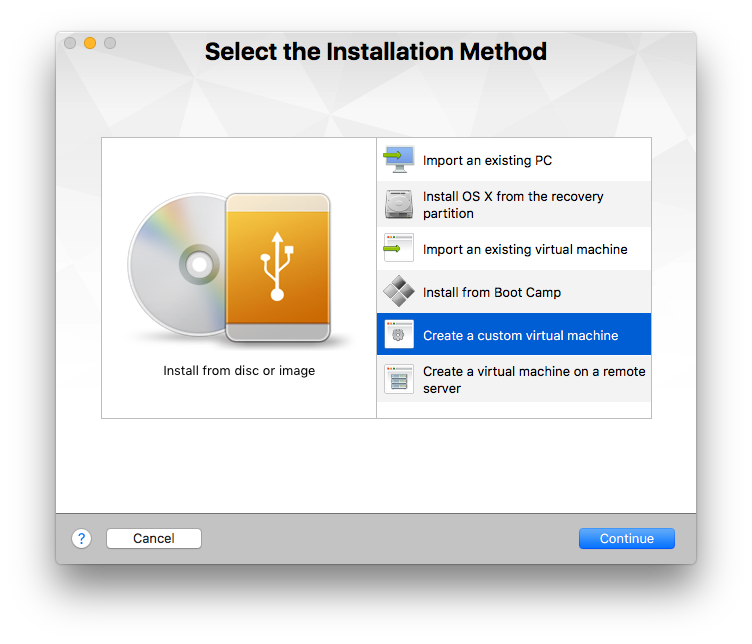 Select the Installation Method
Install from disc or image
Import an existing PC
Install OS X from the recovery
partition
Import an existing virtual machine
Install from Boot Camp
Create a custom virtual machine
Create a virtual machine on a remote
server
?
Cancel
Continue